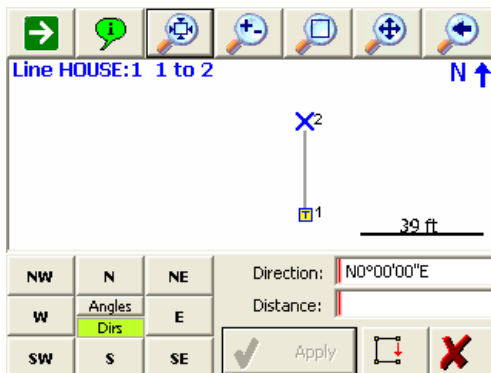 Line HOUSE:1 1 to 2
N
2
T 1
39 ft
NW N NE Direction: N0°00'00"E
W Angles E Distance:
Dirs
SW S SE Apply